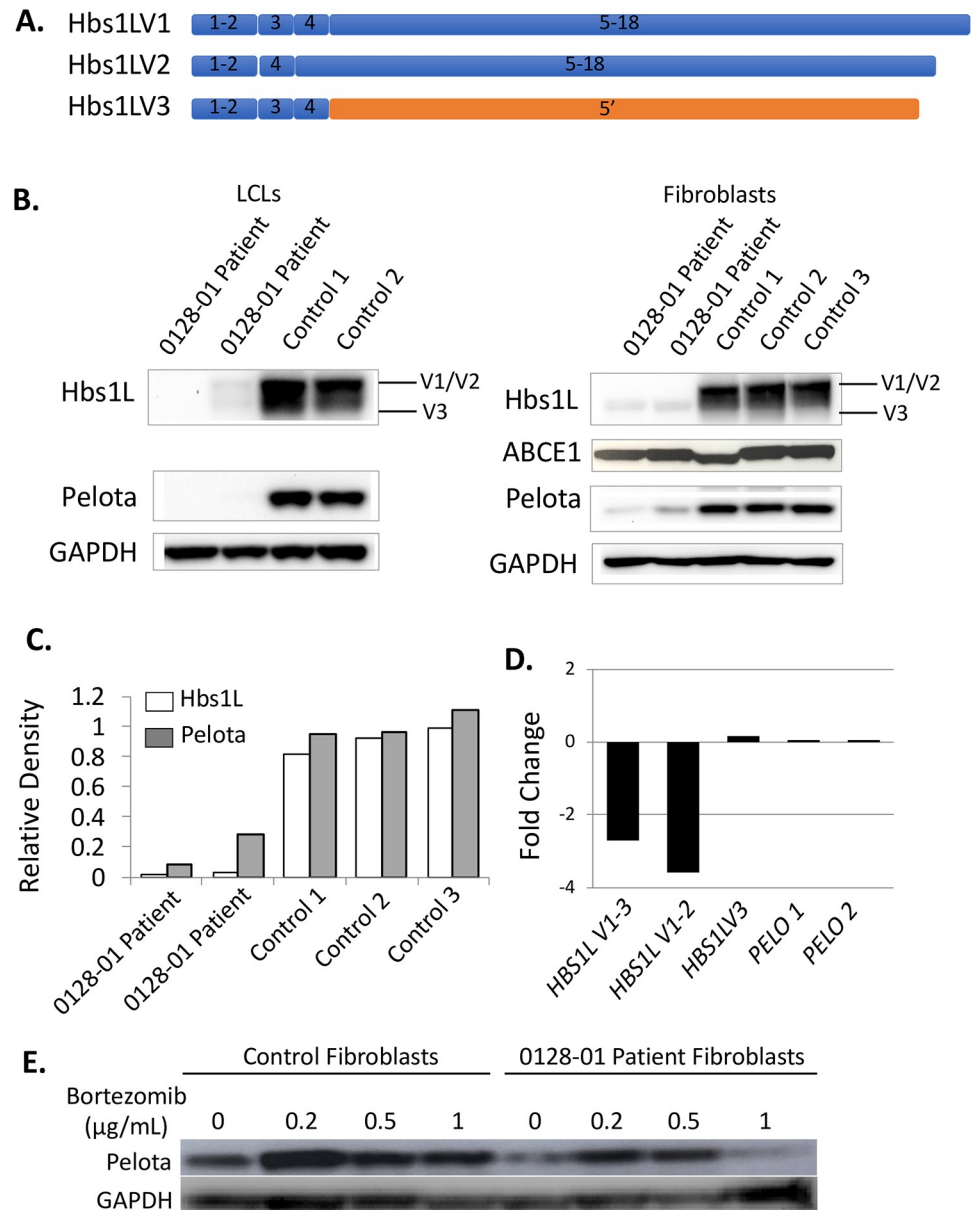 A.
Hbs1LV1 1-2 3 4 5-18
Hbs1LV2 1-2 4 5-18
Hbs1LV3 1-2 3 4 5'
B.
LCLs
0128-01 Patient
0128-01 Patient
Control 1
Control 2
Hbs1L
V1/V2
V3
Pelota
GAPDH
Fibroblasts
0128-01 Patient
0128-01 Patient
Control 1
Control 2
Control 3
Hbs1L
V1/V2
V3
ABCE1
Pelota
GAPDH
C.
Relative Density
1.2
1
0.8
0.6
0.4
0.2
0
Hbs1L
Pelota
0128-01 Patient
0128-01 Patient
Control 1
Control 2
Control 3
D.
Fold Change
2
0
-2
-4
HBS1L V1-3
HBS1L V1-2
HBS1LV3
PELO 1
PELO 2
E.
Control Fibroblasts 0128-01 Patient Fibroblasts
Bortezomib
(µg/mL) 0 0.2 0.5 1 0 0.2 0.5 1
Pelota
GAPDH